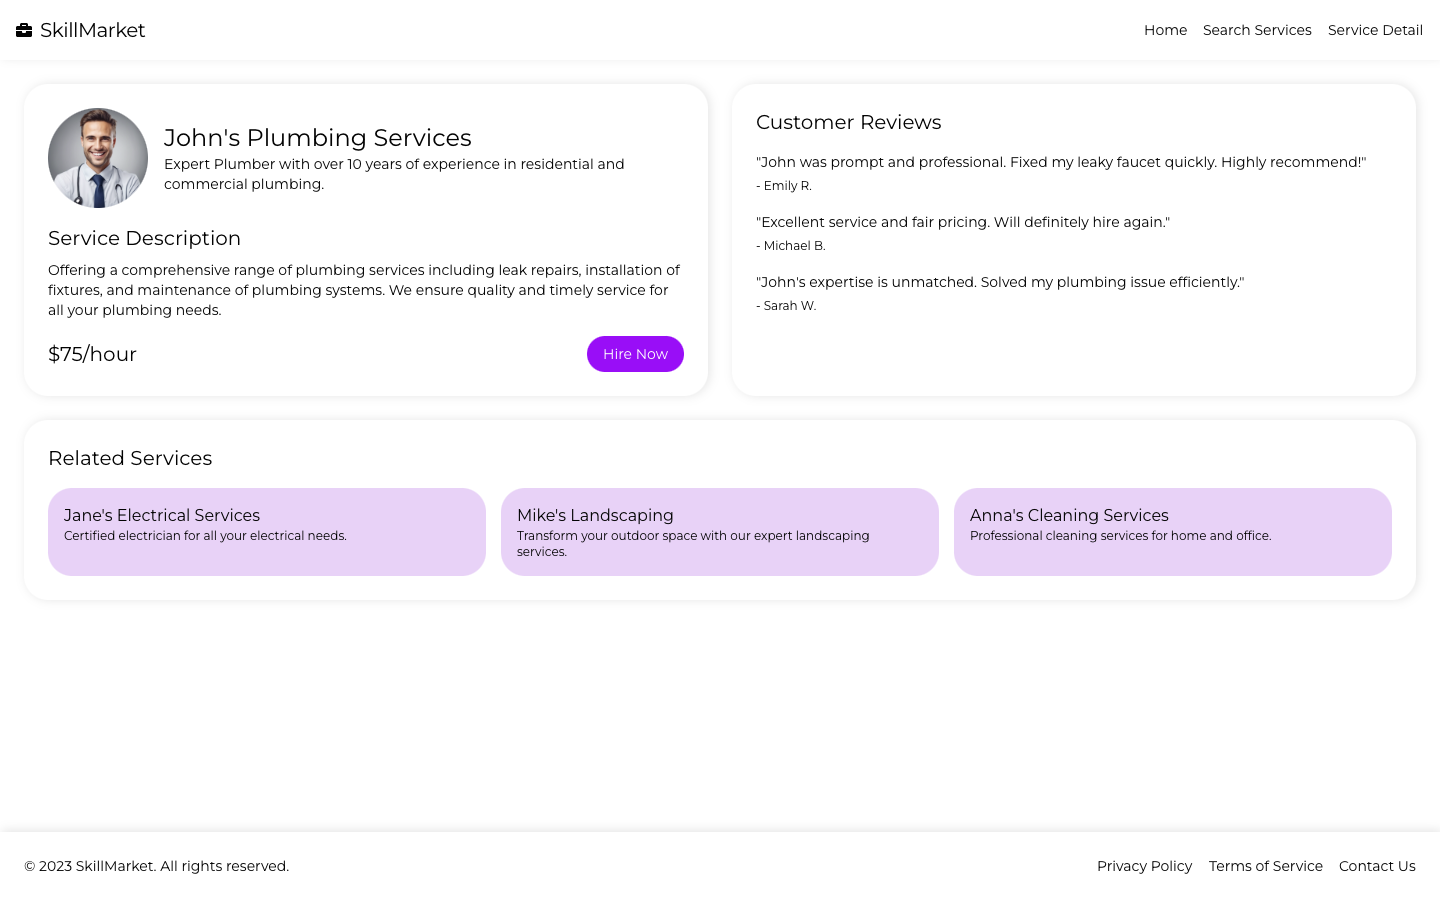 SkillMarket
Home
Search Services
Service Detail
John's Plumbing Services
Expert Plumber with over 10 years of experience in residential and
commercial plumbing.
Service Description
Offering a comprehensive range of plumbing services including leak repairs, installation of
fixtures, and maintenance of plumbing systems. We ensure quality and timely service for
all your plumbing needs.
$75/hour
Hire Now
Customer Reviews
"John was prompt and professional. Fixed my leaky faucet quickly. Highly recommend!"
- Emily R.
"Excellent service and fair pricing. Will definitely hire again."
- Michael B.
"John's expertise is unmatched. Solved my plumbing issue efficiently."
- Sarah W.
Related Services
Jane's Electrical Services
Certified electrician for all your electrical needs.
Mike's Landscaping
Transform your outdoor space with our expert landscaping
services.
Anna's Cleaning Services
Professional cleaning services for home and office.
© 2023 SkillMarket. All rights reserved.
Privacy Policy
Terms of Service
Contact Us